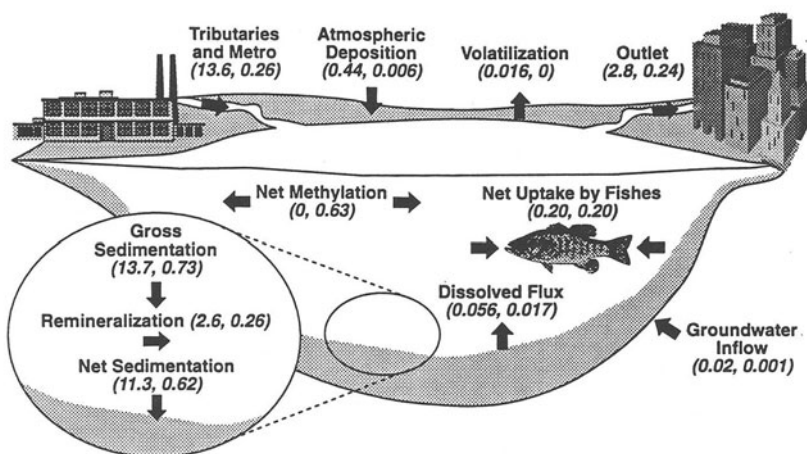 Tributaries
and Metro
(13.6, 0.26)
Atmospheric
Deposition
(0.44, 0.006)
Volatilization
(0.016, 0)
Outlet
(2.8, 0.24)
Net Methylation
(0, 0.63)
Net Uptake by Fishes
(0.20, 0.20)
Gross
Sedimentation
(13.7, 0.73)
Remineralization (2.6, 0.26)
Net Sedimentation
(11.3, 0.62)
Dissolved Flux
(0.056, 0.017)
Groundwater
Inflow
(0.02, 0.001)